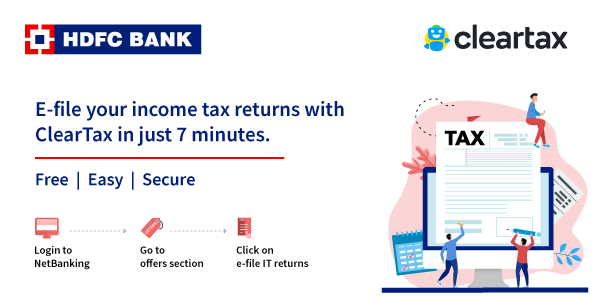 HDFC BANK
cleartax
E-file your income tax returns with
ClearTax in just 7 minutes.
Free | Easy | Secure
Login to
NetBanking
Go to
offers section
Click on
e-file IT returns
TAX